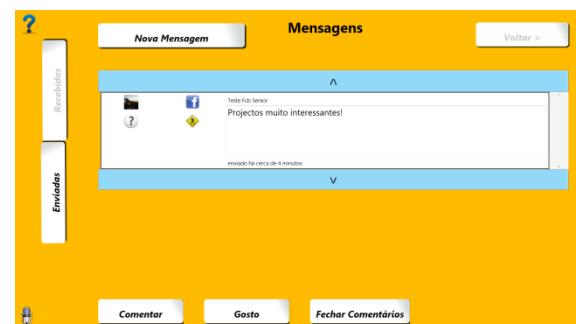 ?
Mensagens
Nova Mensagem
Voltar >
Recebidas
Enviadas
^
f
Teste Fcb Senior
?
Projectos muito interessantes!
enviado há cerca de 4 minutos
v
Comentar
Gosto
Fechar Comentários